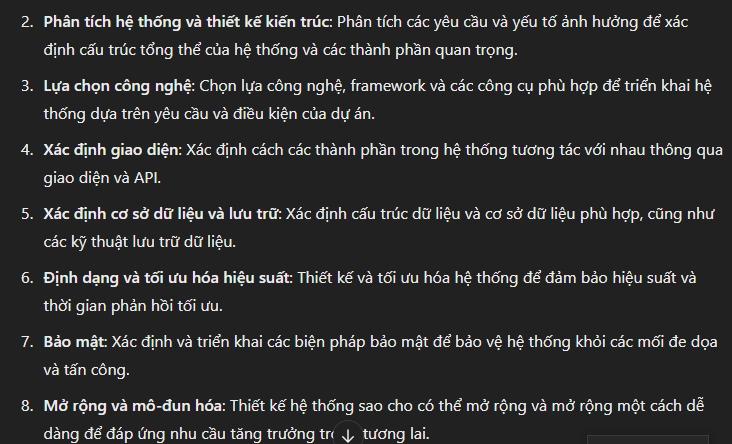 2. Phân tích hệ thống và thiết kế kiến trúc: Phân tích các yêu cầu và yếu tố ảnh hưởng để xác
định cấu trúc tổng thể của hệ thống và các thành phần quan trọng.
3. Lựa chọn công nghệ: Chọn lựa công nghệ, framework và các công cụ phù hợp để triển khai hệ
thống dựa trên yêu cầu và điều kiện của dự án.
4. Xác định giao diện: Xác định cách các thành phần trong hệ thống tương tác với nhau thông qua
giao diện và API.
5. Xác định cơ sở dữ liệu và lưu trữ: Xác định cấu trúc dữ liệu và cơ sở dữ liệu phù hợp, cũng như
các kỹ thuật lưu trữ dữ liệu.
6. Định dạng và tối ưu hóa hiệu suất: Thiết kế và tối ưu hóa hệ thống để đảm bảo hiệu suất và
thời gian phản hồi tối ưu.
7. Bảo mật: Xác định và triển khai các biện pháp bảo mật để bảo vệ hệ thống khỏi các mối đe dọa
và tấn công.
8. Mở rộng và mô-đun hóa: Thiết kế hệ thống sao cho có thể mở rộng và mở rộng một cách dễ
dàng để đáp ứng nhu cầu tăng trưởng tương lai.